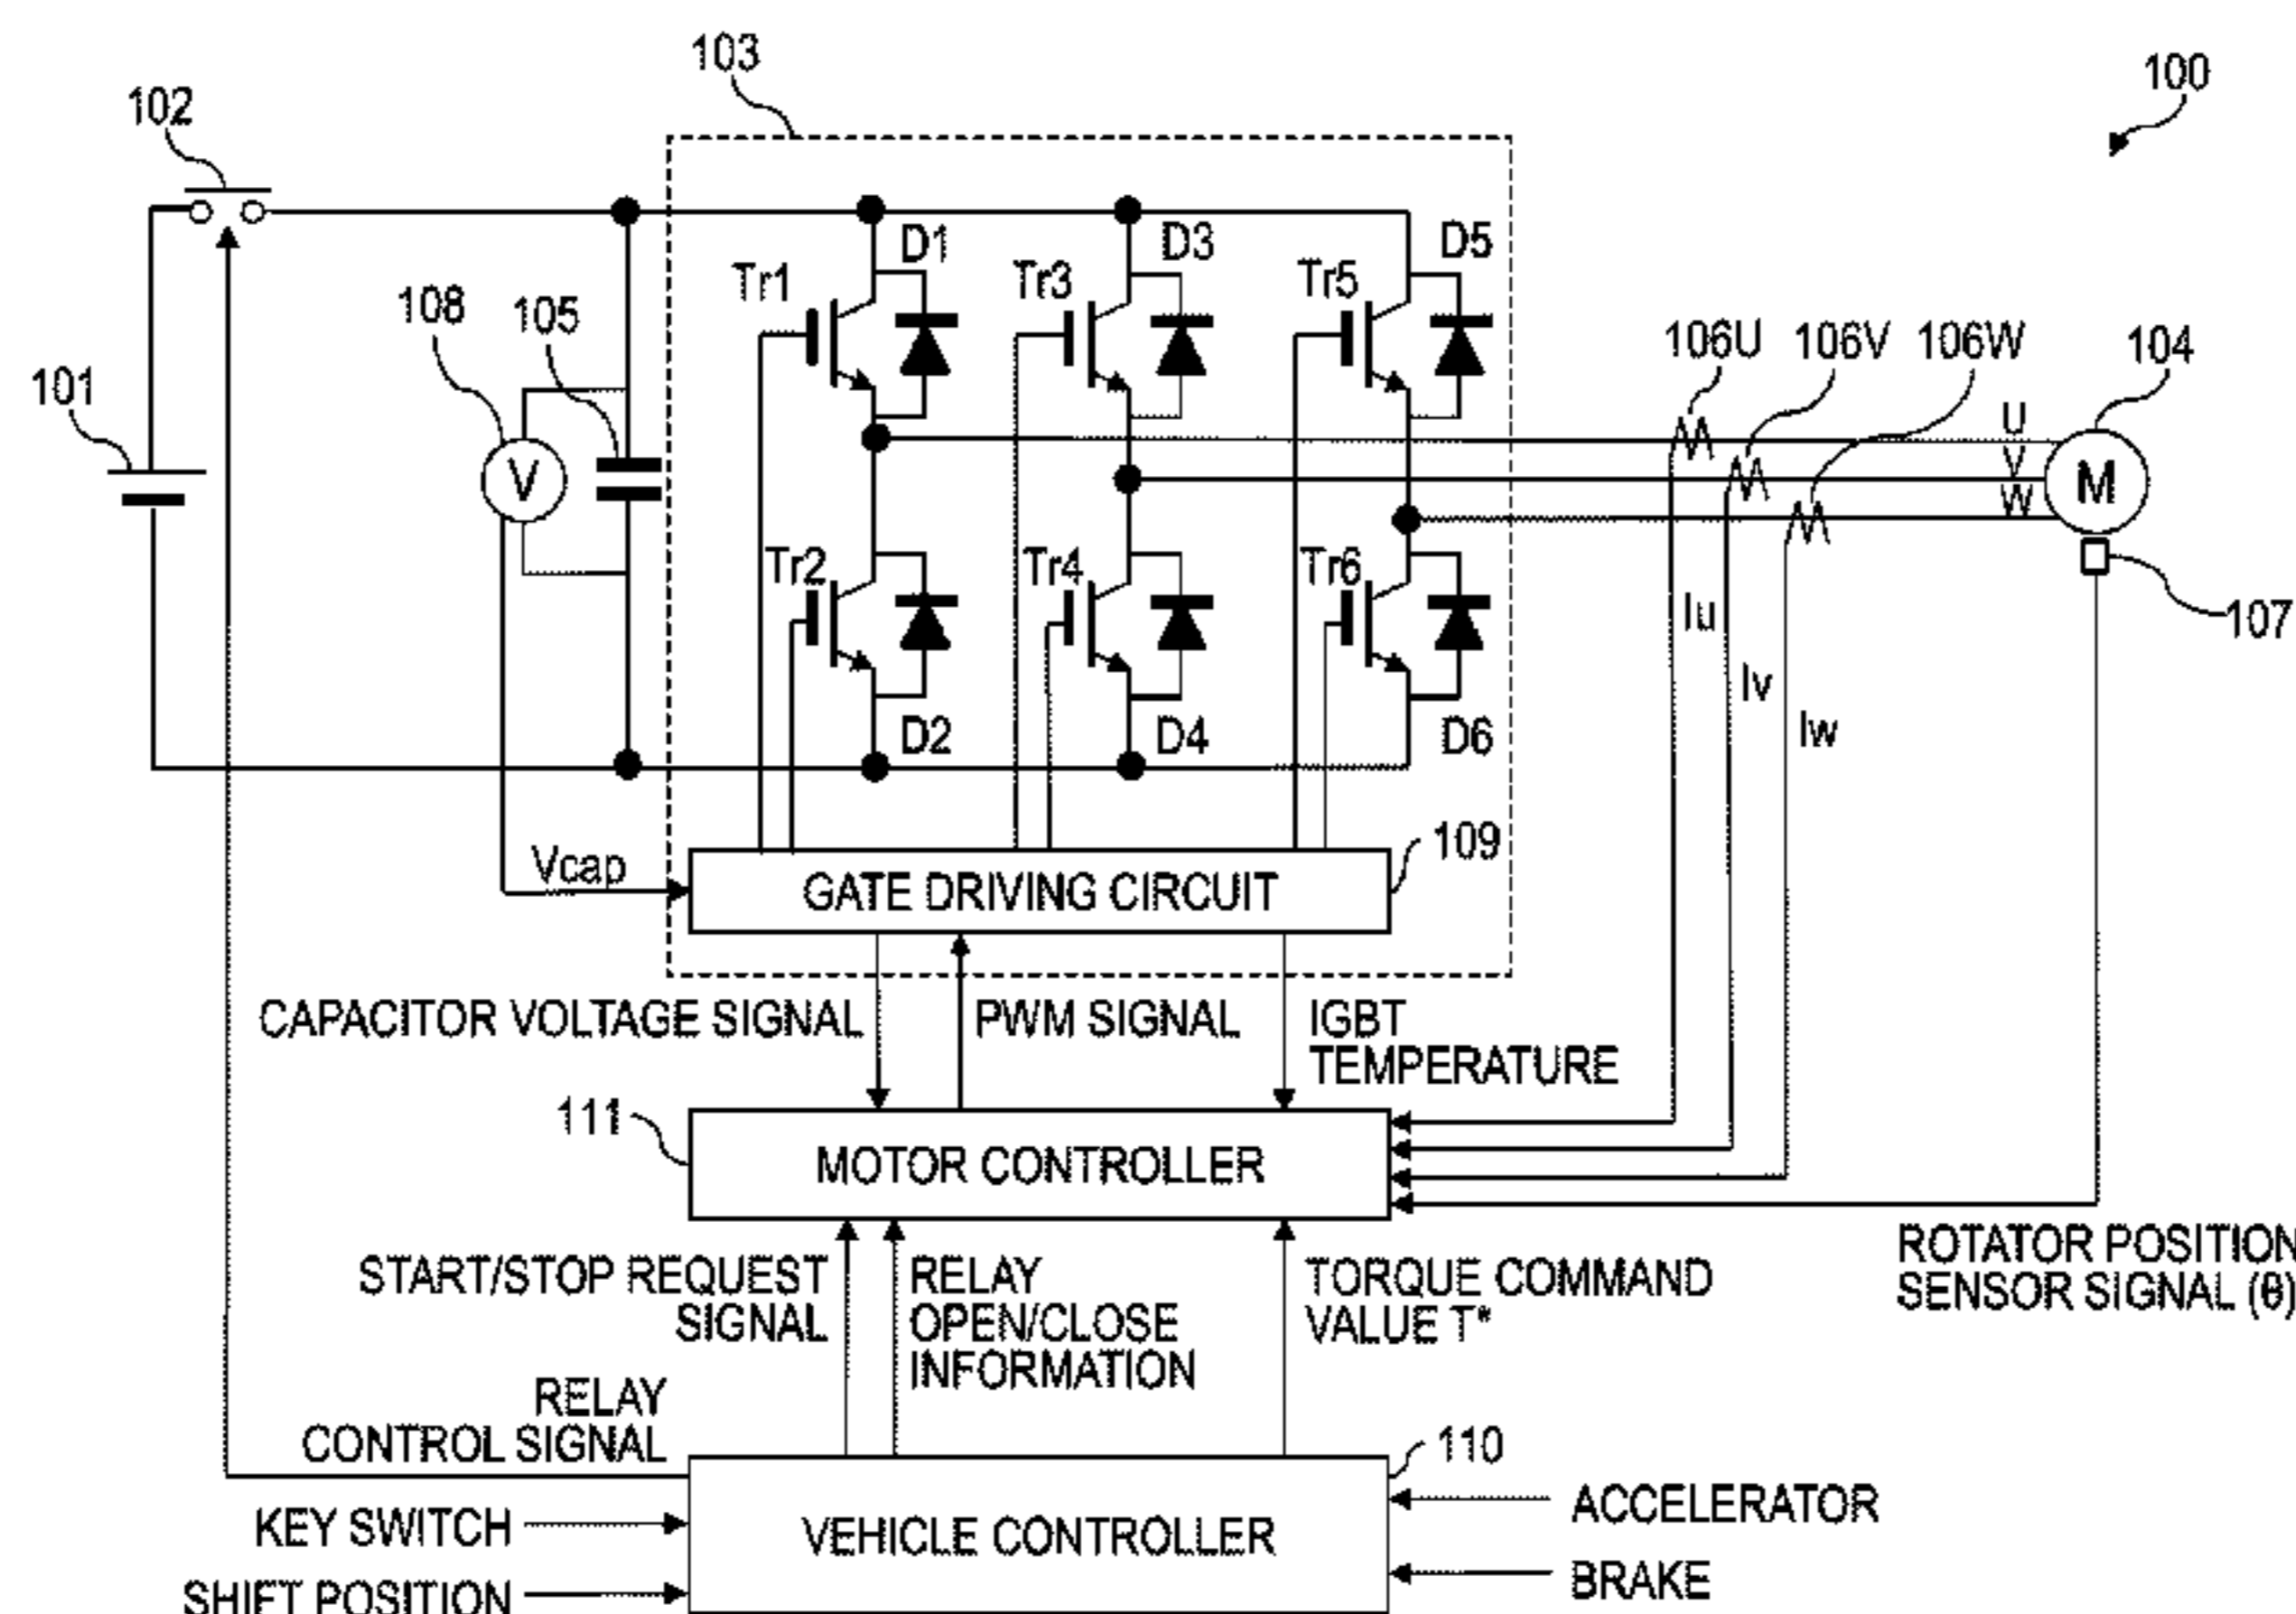 103
100
102
D1
D3
D5
Tr1
Tr3
Tr5
108
105
106U
106V
106W
104
101
U
V
W
V
M
Tr2
Tr4
Tr6
107
Iu
Iv
Iw
D2
D4
D6
109
Vcap
GATE DRIVING CIRCUIT
CAPACITOR VOLTAGE SIGNAL
PWM SIGNAL
IGBT
TEMPERATURE
111
MOTOR CONTROLLER
ROTATOR POSITION
SENSOR SIGNAL (θ)
START/STOP REQUEST
SIGNAL
RELAY
OPEN/CLOSE
INFORMATION
TORQUE COMMAND
VALUE T*
RELAY
CONTROL SIGNAL
110
KEY SWITCH
VEHICLE CONTROLLER
ACCELERATOR
SHIFT POSITION
BRAKE